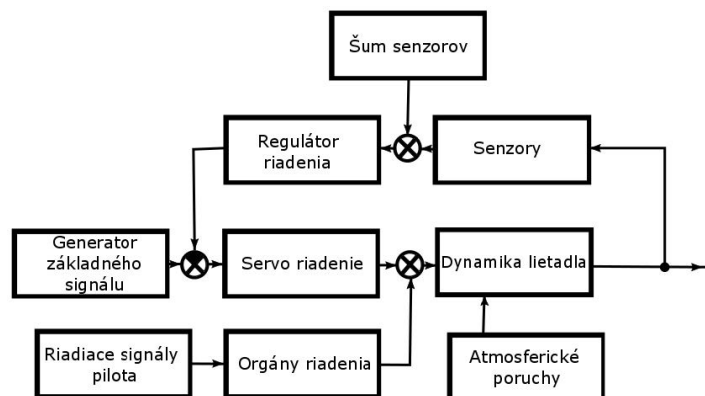 Šum senzorov
Regulátor
riadenia
Senzory
Generator
základného
signálu
Servo riadenie
Dynamika lietadla
Riadiace signály
pilota
Orgány riadenia
Atmosferické
poruchy